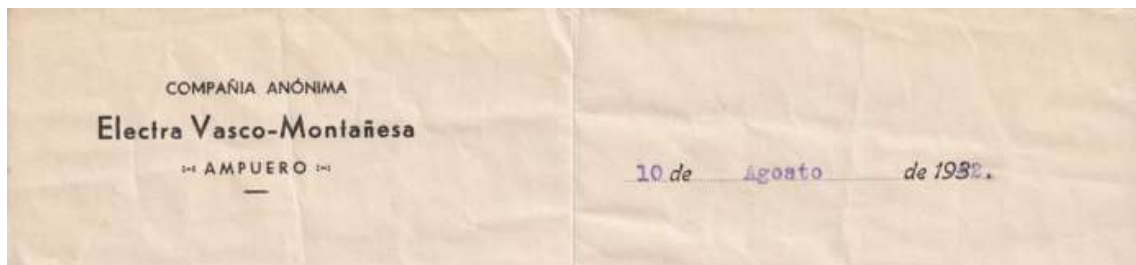 COMPAÑIA ANÓNIMA
Electra Vasco-Montañesa
AMPUERO
10 de Agosto de 1932.